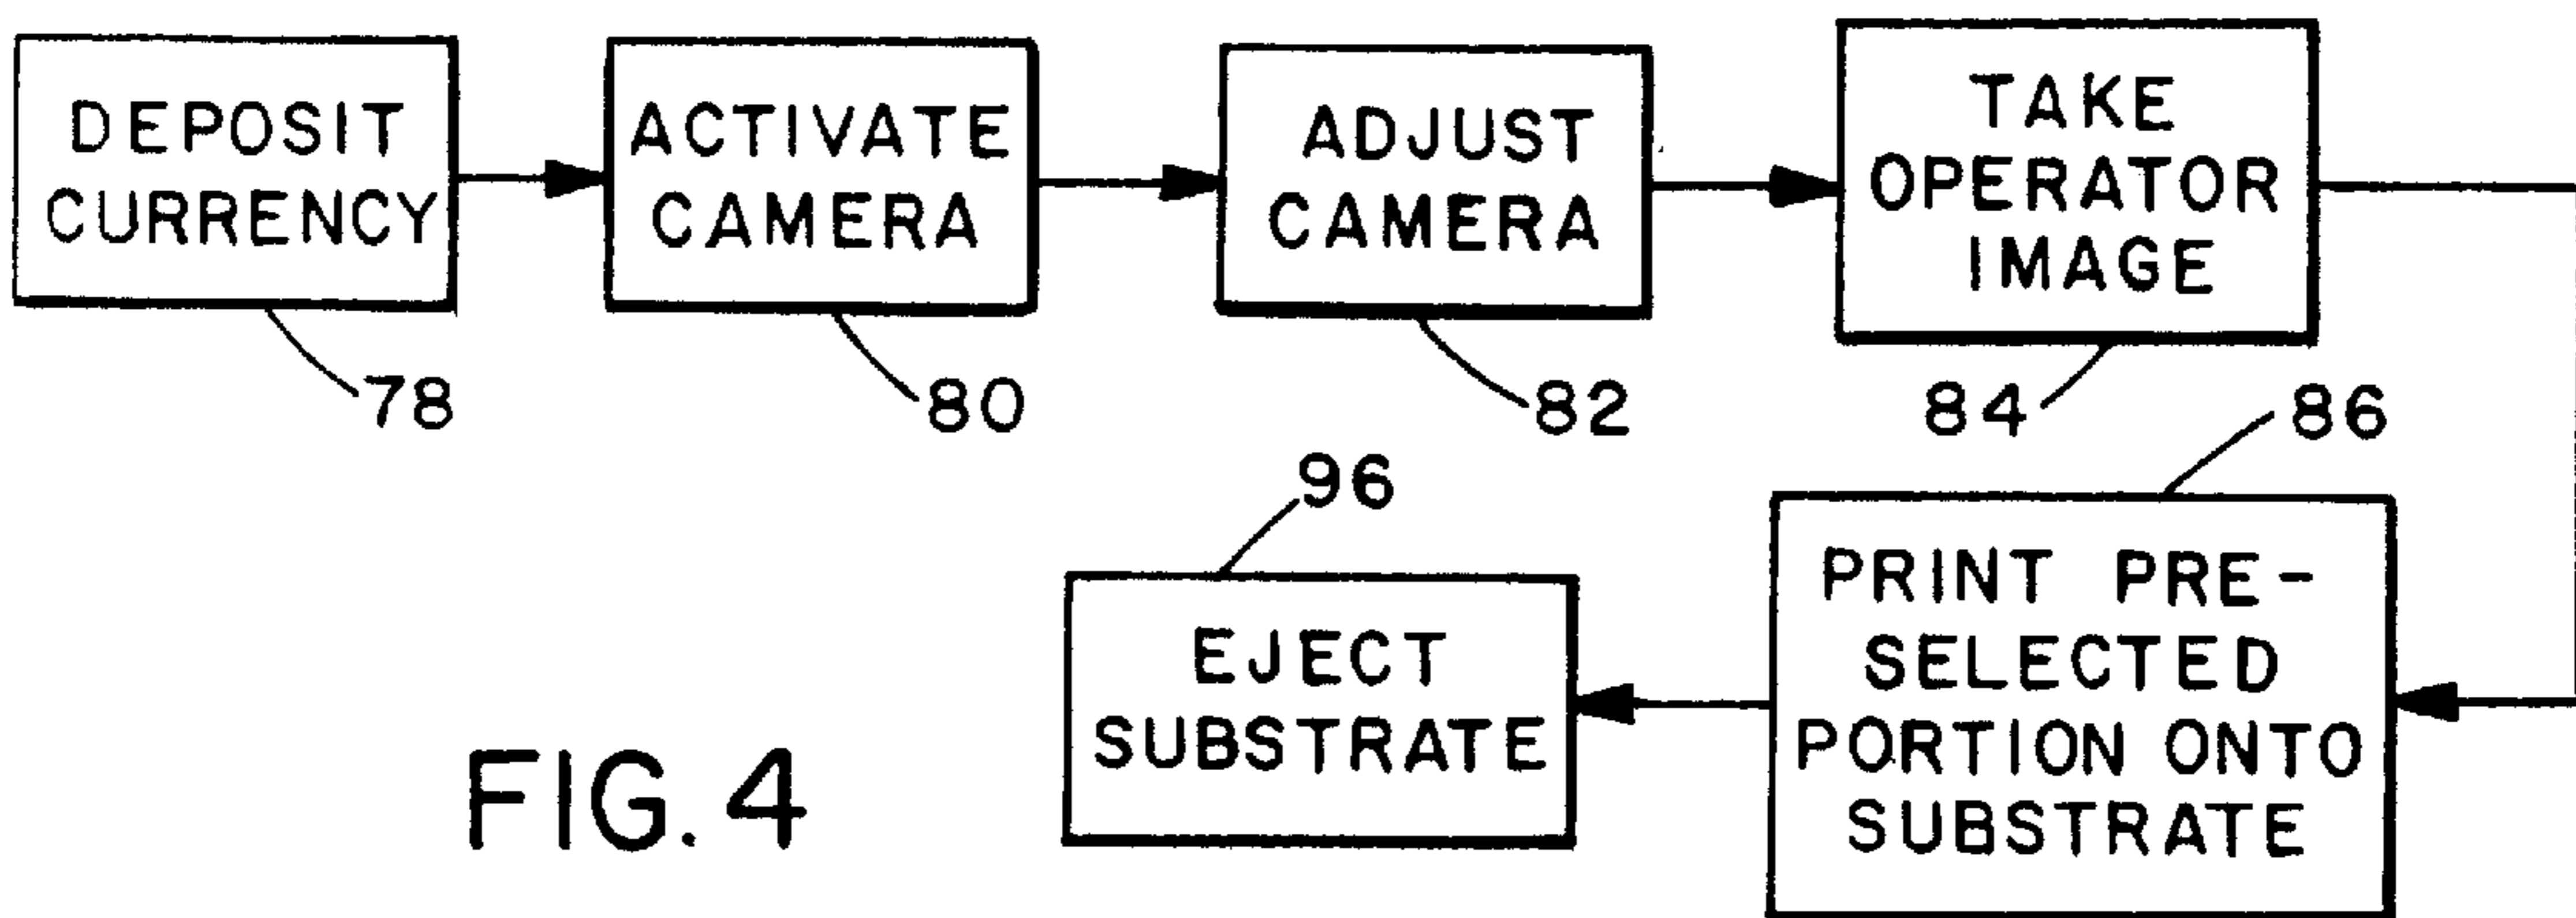 DEPOSIT
CURRENCY
78
ACTIVATE
CAMERA
80
ADJUST
CAMERA
82
TAKE
OPERATOR
IMAGE
84
86
PRINT PRE-
SELECTED
PORTION ONTO
SUBSTRATE
96
EJECT
SUBSTRATE
FIG. 4